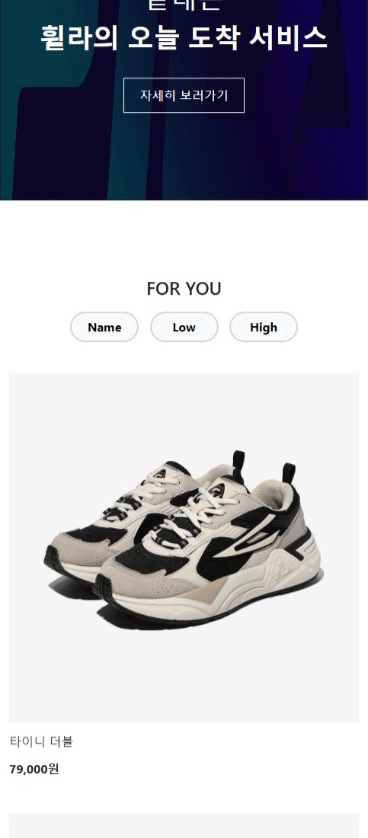 휠라의 오늘 도착 서비스
자세히 보러가기
FOR YOU
Name
Low
High
타이니 더블
79,000원